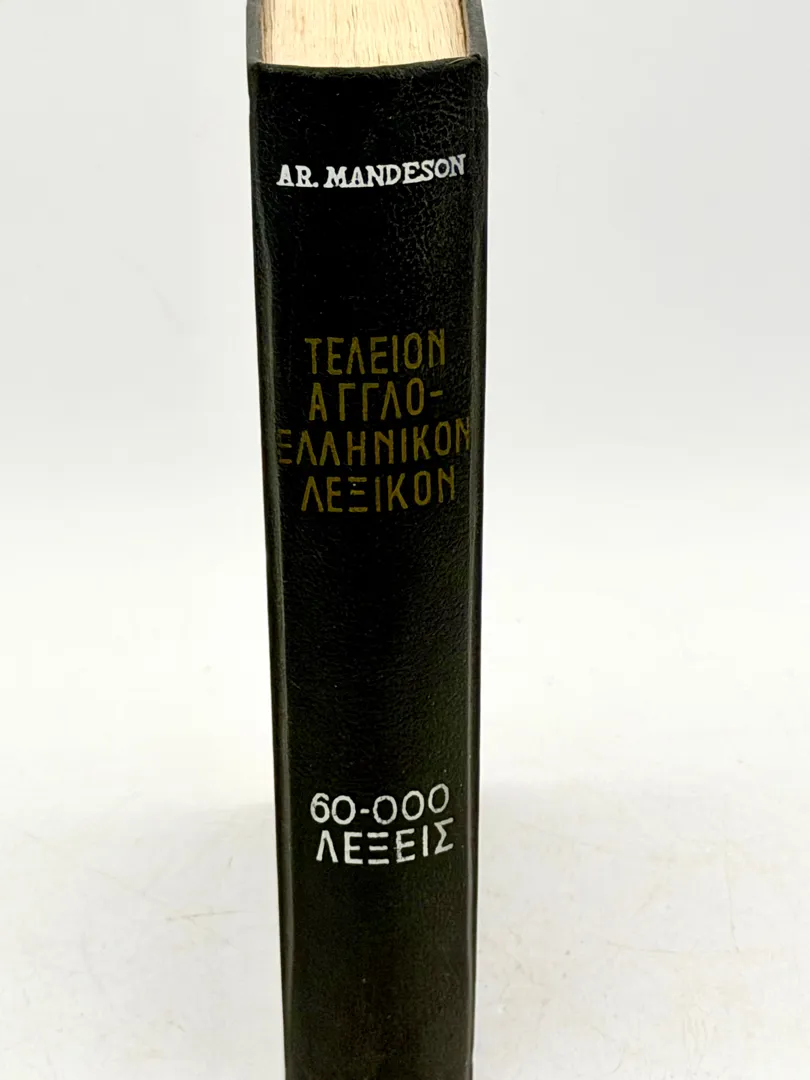 AR. MANDESON
ΤΕΛΕΙΟΝ
ΑΓΓΛΟ-
ΕΛΛΗΝΙΚΟΝ
ΛΕΞΙΚΟΝ
60-000
ΛΕΞΕΙΣ